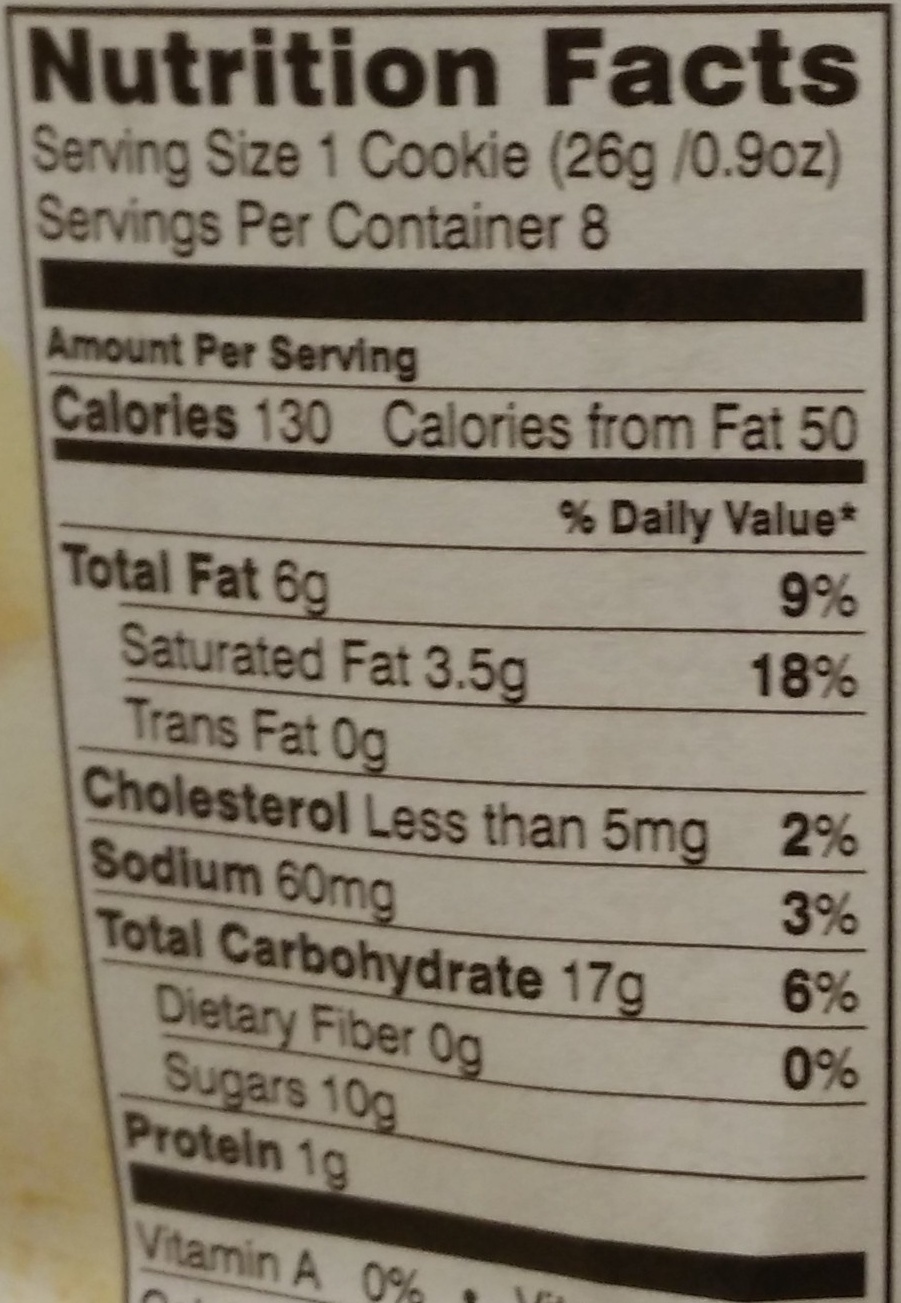 Nutrition Facts
Serving Size 1 Cookie (26g /0.9oz)
Servings Per Container 8
Amount Per Serving
Calories 130 Calories from Fat 50
% Daily Value*
Total Fat 6g 9%
Saturated Fat 3.5g 18%
Trans Fat 0g
Cholesterol Less than 5mg 2%
Sodium 60mg 3%
Total Carbohydrate 17g 6%
Dietary Fiber 0g 0%
Sugars 10g
Protein 1g
Vitamin A 0% •